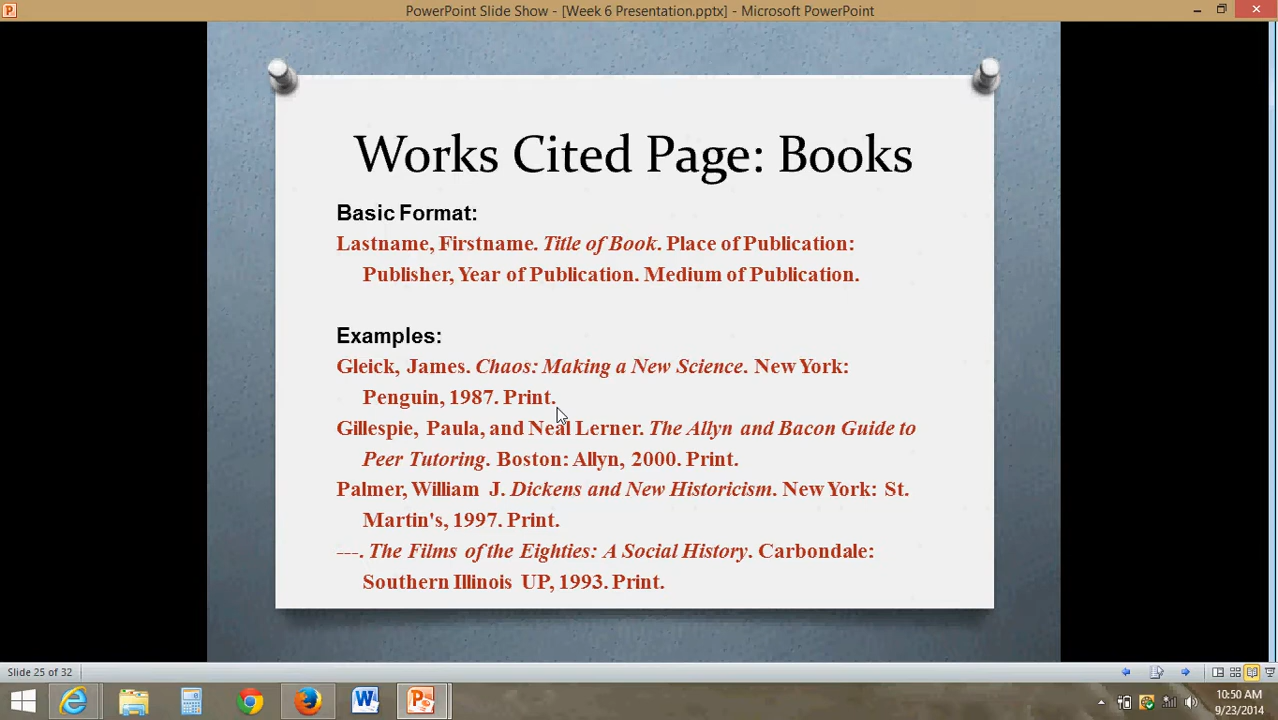 PowerPoint Slide Show - [Week 6 Presentation.pptx] - Microsoft PowerPoint
Works Cited Page: Books
Basic Format:
Lastname, Firstname. Title of Book. Place of Publication:
Publisher, Year of Publication. Medium of Publication.
Examples:
Gleick, James. Chaos: Making a New Science. New York:
Penguin, 1987. Print.
Gillespie, Paula, and Neal Lerner. The Allyn and Bacon Guide to
Peer Tutoring. Boston: Allyn, 2000. Print.
Palmer, William J. Dickens and New Historicism. New York: St.
Martin's, 1997. Print.
---. The Films of the Eighties: A Social History. Carbondale:
Southern Illinois UP, 1993. Print.
Slide 25 of 32
10:50 AM
9/23/2014